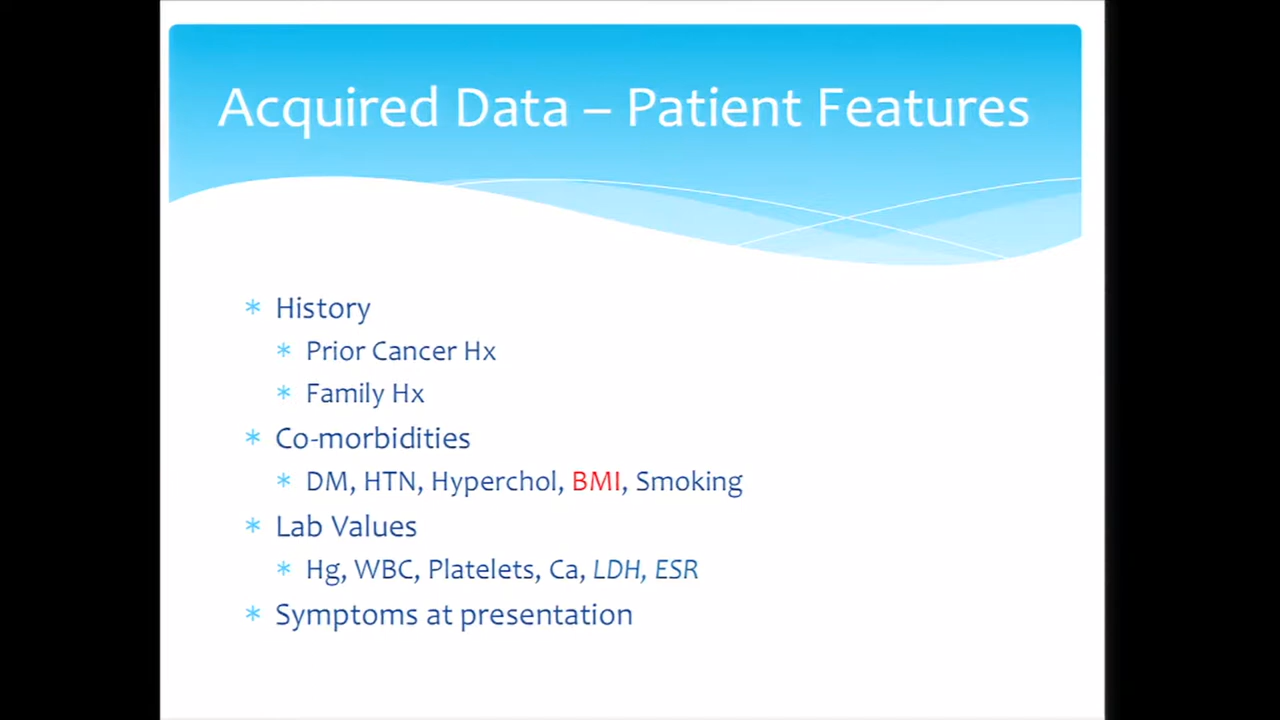 Acquired Data – Patient Features
* History
* Prior Cancer Hx
* Family Hx
* Co-morbidities
* DM, HTN, Hyperchol, BMI, Smoking
* Lab Values
* Hg, WBC, Platelets, Ca, LDH, ESR
* Symptoms at presentation